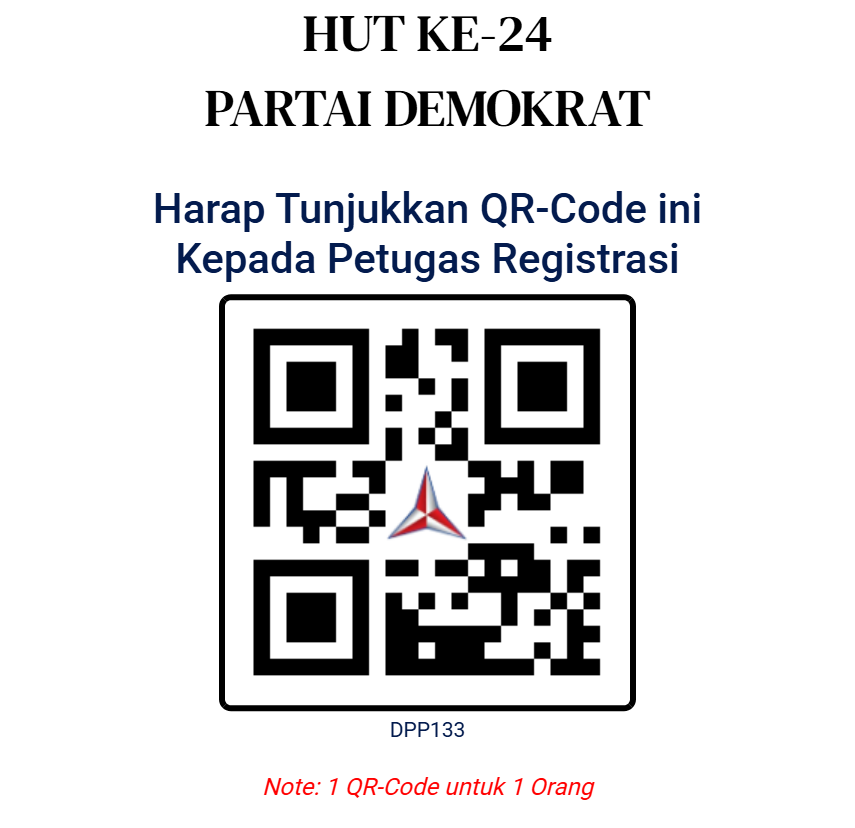 HUT KE-24
PARTAI DEMOKRAT
Harap Tunjukkan QR-Code ini
Kepada Petugas Registrasi
DPP133
Note: 1 QR-Code untuk 1 Orang